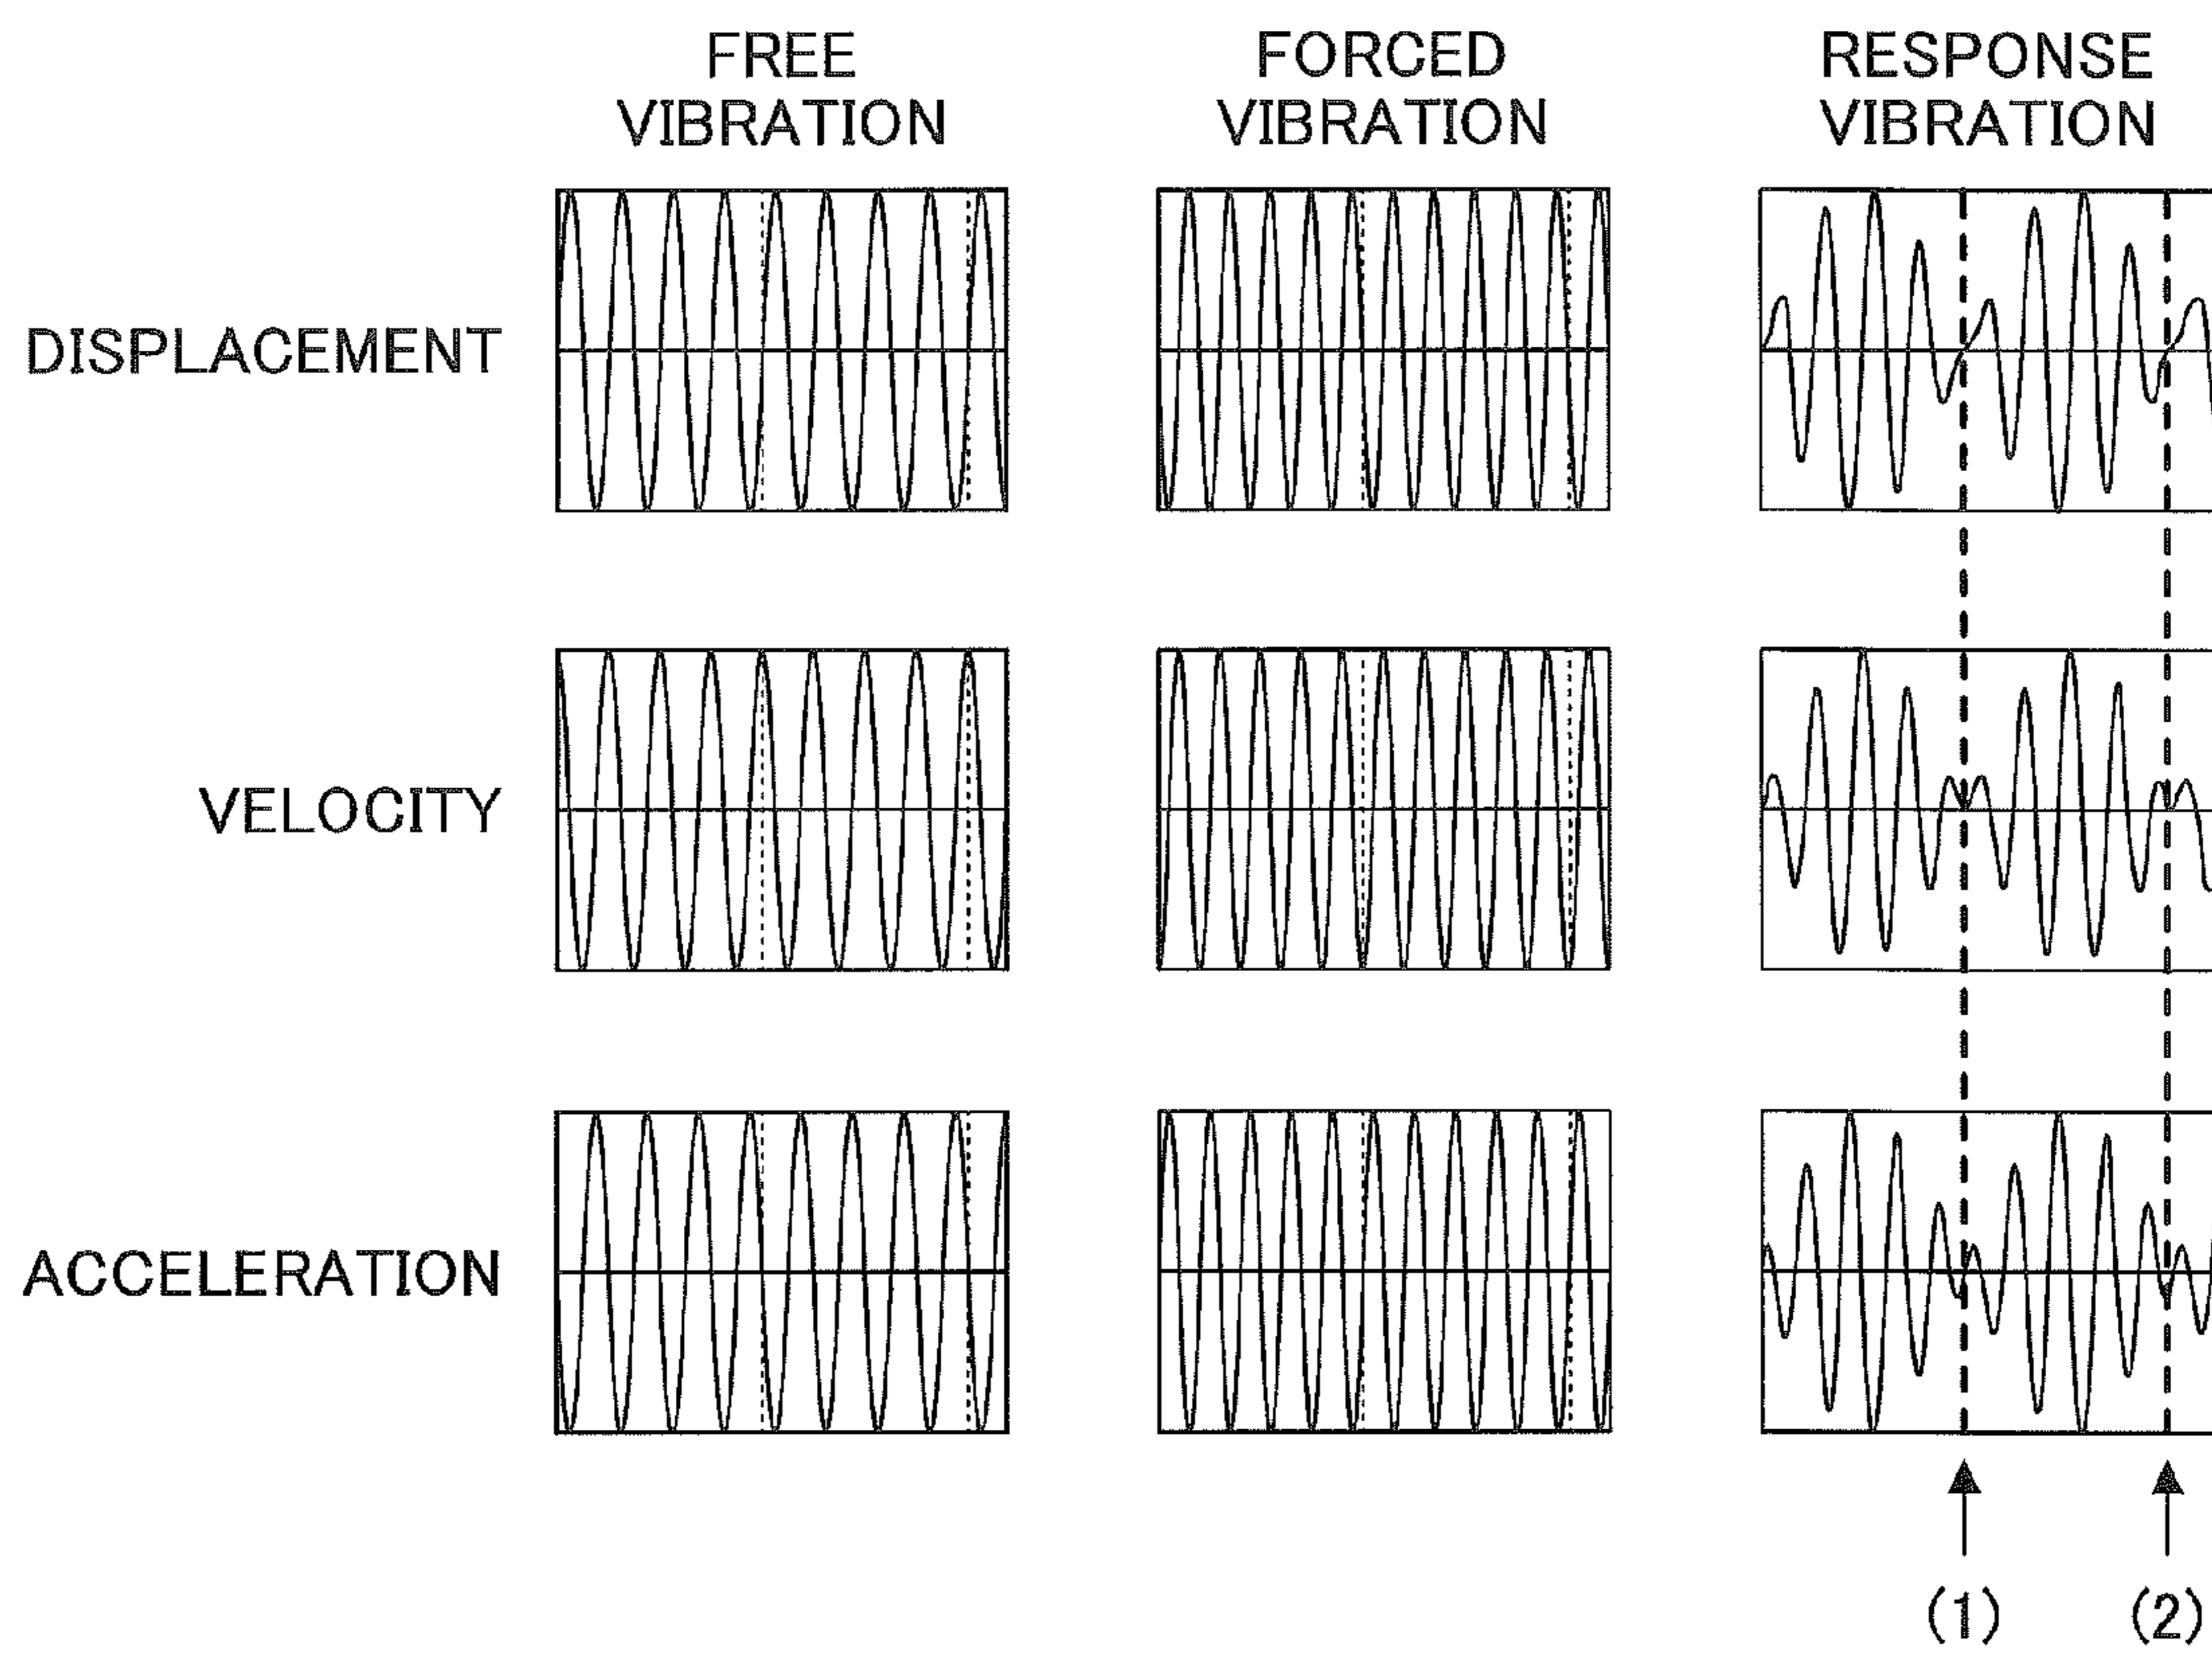 FREE
VIBRATION
FORCED
VIBRATION
RESPONSE
VIBRATION
DISPLACEMENT
VELOCITY
ACCELERATION
(1)
(2)